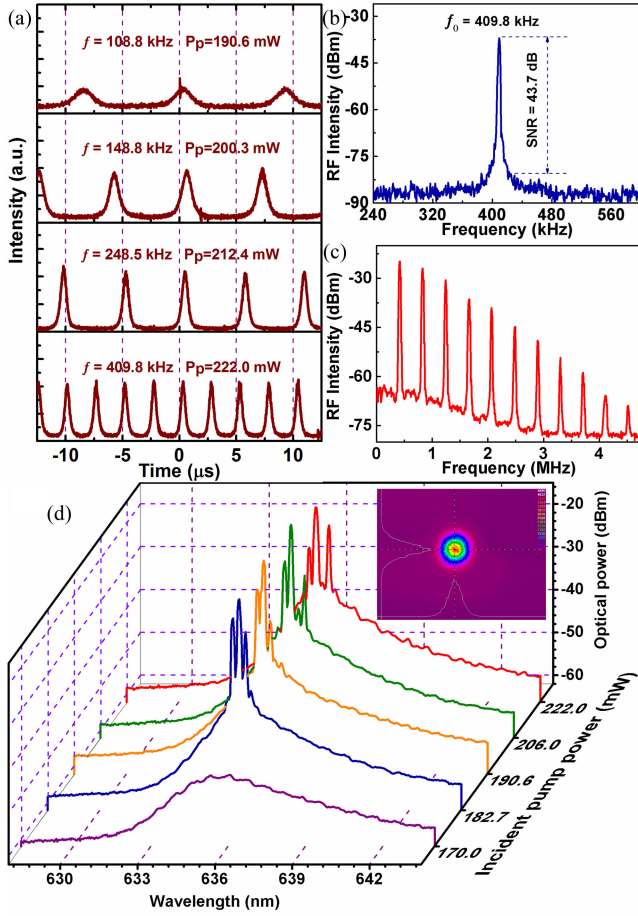 (a)
f = 108.8 kHz Pp=190.6 mW
f = 148.8 kHz Pp=200.3 mW
f = 248.5 kHz Pp=212.4 mW
f = 409.8 kHz Pp=222.0 mW
Intensity (a.u.)
-10 -5 0 5 10
Time (μs)
(b)
f0 = 409.8 kHz
SNR = 43.7 dB
RF Intensity (dBm)
-30
-45
-60
-75
-90
240 320 400 480 560
Frequency (kHz)
(c)
RF Intensity (dBm)
-30
-45
-60
-75
0 1 2 3 4
Frequency (MHz)
(d)
-20
-30
-40
-50
-60
Optical power (dBm)
222.0
206.0
190.6
182.7
170.0
Incident pump power (mW)
630 633 636 639 642
Wavelength (nm)